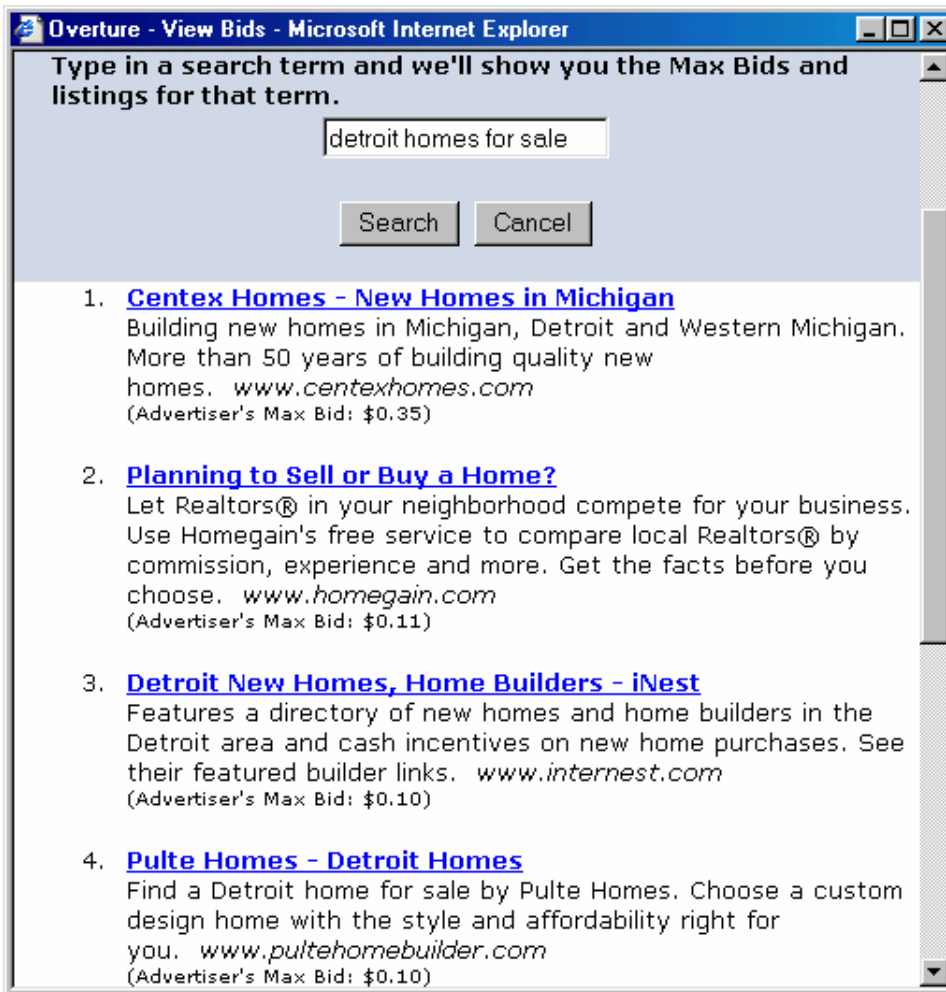 Overture - View Bids - Microsoft Internet Explorer
Type in a search term and we'll show you the Max Bids and
listings for that term.
detroit homes for sale
Search Cancel
1. Centex Homes - New Homes in Michigan
Building new homes in Michigan, Detroit and Western Michigan.
More than 50 years of building quality new
homes. www.centexhomes.com
(Advertiser's Max Bid: $0.35)
2. Planning to Sell or Buy a Home?
Let Realtors® in your neighborhood compete for your business.
Use Homegain's free service to compare local Realtors® by
commission, experience and more. Get the facts before you
choose. www.homegain.com
(Advertiser's Max Bid: $0.11)
3. Detroit New Homes, Home Builders - iNest
Features a directory of new homes and home builders in the
Detroit area and cash incentives on new home purchases. See
their featured builder links. www.internest.com
(Advertiser's Max Bid: $0.10)
4. Pulte Homes - Detroit Homes
Find a Detroit home for sale by Pulte Homes. Choose a custom
design home with the style and affordability right for
you. www.pultehomebuilder.com
(Advertiser's Max Bid: $0.10)